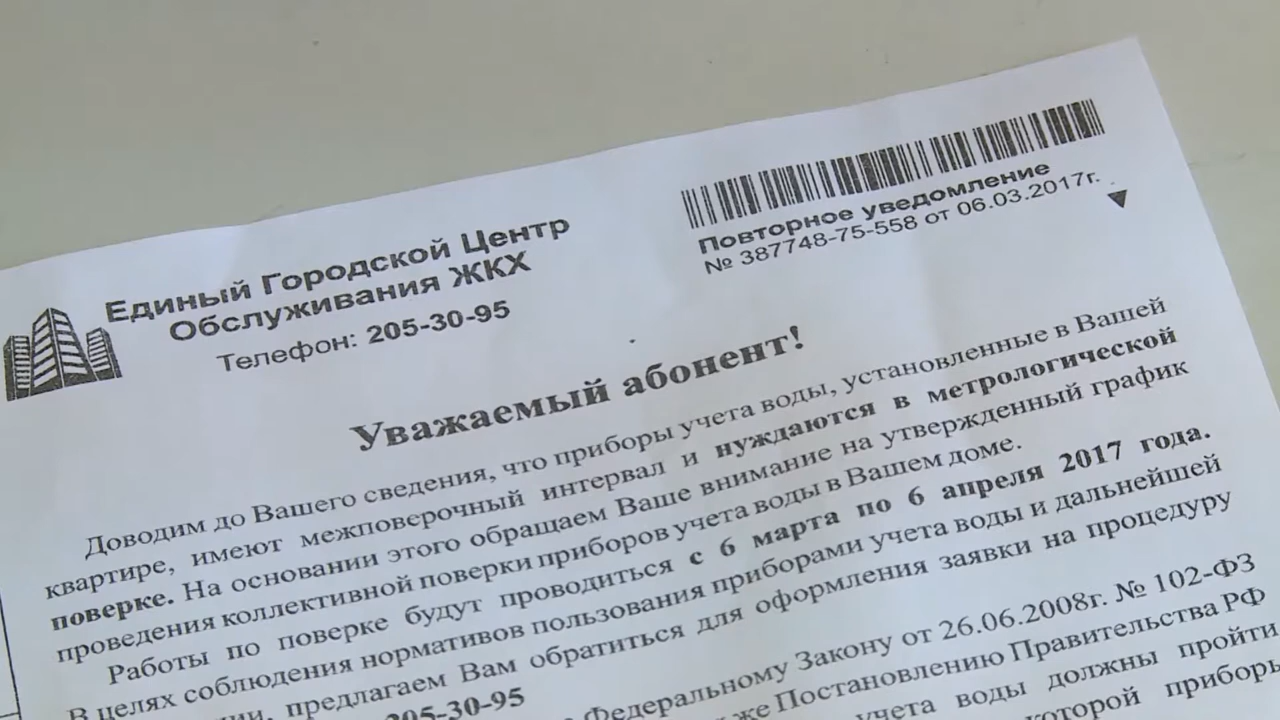 Повторное уведомление
№ 387748-75-558 от 06.03.2017г.
Единый Городской Центр
Обслуживания ЖКХ
Телефон: 205-30-95
Уважаемый абонент!
Доводим до Вашего сведения, что приборы учета воды, установленные в Вашей
квартире, имеют межповерочный интервал и нуждаются в метрологической
поверке. На основании этого обращаем Ваше внимание на утвержденный график
проведения коллективной поверки приборов учета воды в Вашем доме.
Работы по поверке будут проводиться с 6 марта по 6 апреля 2017 года.
В целях соблюдения нормативов пользования приборами учета воды и дальнейшей
предлагаем Вам обратиться для оформления заявки на процедуру
205-30-95
Федеральному Закону от 26.06.2008г. № 102-ФЗ
же Постановлению Правительства РФ
учета воды должны пройти
которой приборы